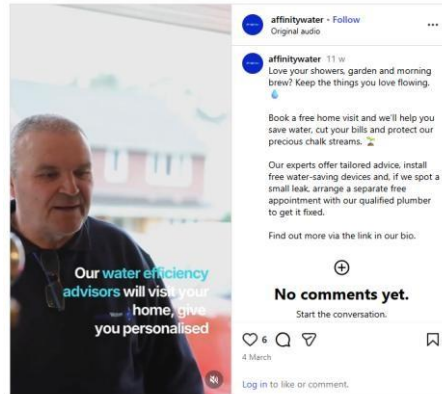 Our water efficiency
advisors will visit your
home, give
you personalised
affinitywater • Follow
Original audio
affinitywater 11 w
Love your showers, garden and morning
brew? Keep the things you love flowing.
💧
Book a free home visit and we'll help you
save water, cut your bills and protect our
precious chalk streams. 🌱
Our experts offer tailored advice, install
free water-saving devices and, if we spot a
small leak, arrange a separate free
appointment with our qualified plumber
to get it fixed.
Find out more via the link in our bio.
No comments yet.
Start the conversation.
6
4 March
Log in to like or comment.